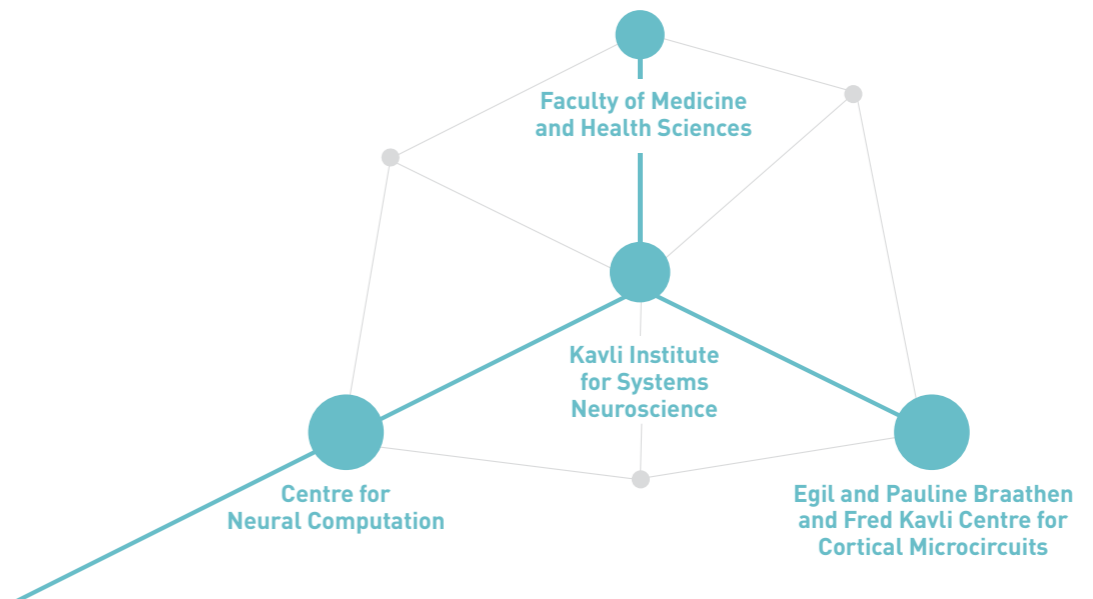 Faculty of Medicine
and Health Sciences
Kavli Institute
for Systems
Neuroscience
Centre for
Neural Computation
Egil and Pauline Braathen
and Fred Kavli Centre for
Cortical Microcircuits